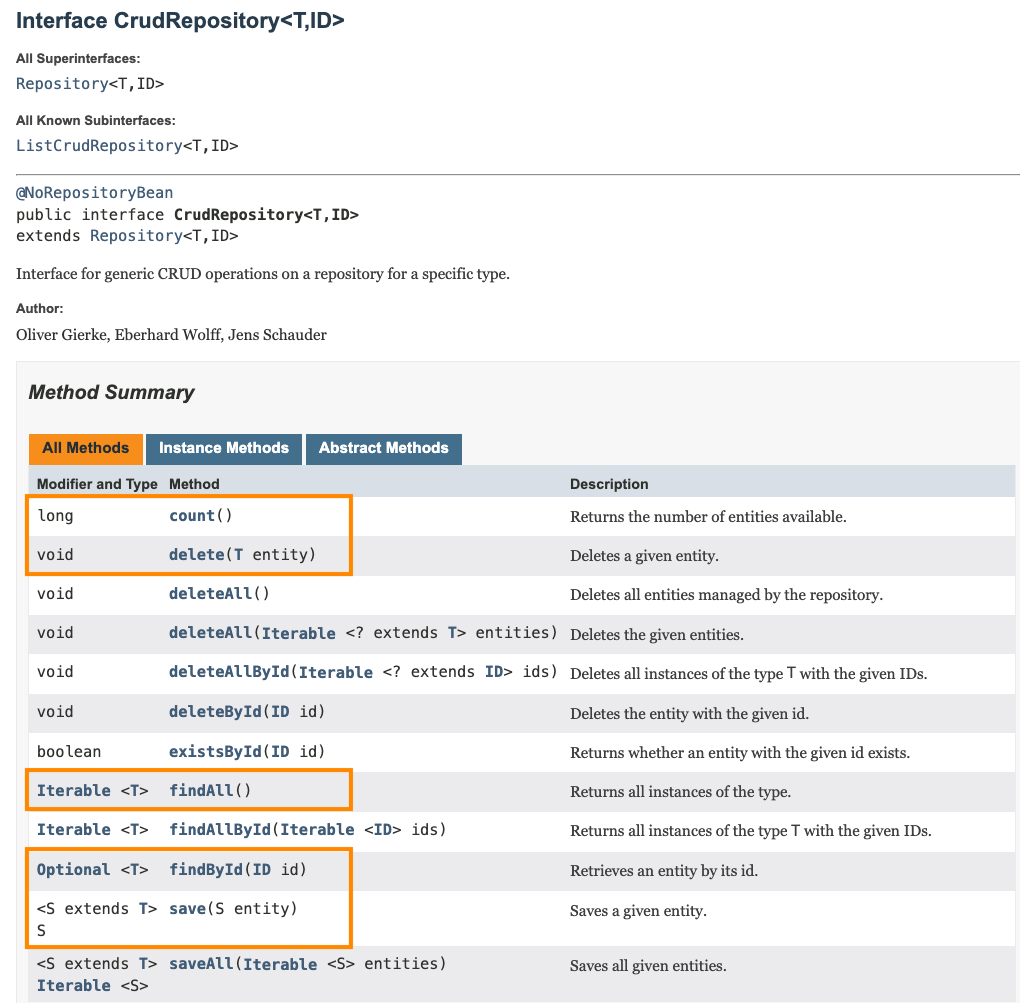 Interface CrudRepository<T,ID>
All Superinterfaces:
Repository<T,ID>
All Known Subinterfaces:
ListCrudRepository<T,ID>
@NoRepositoryBean
public interface CrudRepository<T,ID>
extends Repository<T,ID>
Interface for generic CRUD operations on a repository for a specific type.
Author:
Oliver Gierke, Eberhard Wolff, Jens Schauder
Method Summary
All Methods Instance Methods Abstract Methods
Modifier and Type Method Description
long count() Returns the number of entities available.
void delete(T entity) Deletes a given entity.
void deleteAll() Deletes all entities managed by the repository.
void deleteAll(Iterable <? extends T> entities) Deletes the given entities.
void deleteAllById(Iterable <? extends ID> ids) Deletes all instances of the type T with the given IDs.
void deleteById(ID id) Deletes the entity with the given id.
boolean existsById(ID id) Returns whether an entity with the given id exists.
Iterable <T> findAll() Returns all instances of the type.
Iterable <T> findAllById(Iterable <ID> ids) Returns all instances of the type T with the given IDs.
Optional <T> findById(ID id) Retrieves an entity by its id.
<S extends T> save(S entity) Saves a given entity.
S
<S extends T> saveAll(Iterable <S> entities) Saves all given entities.
Iterable <S>